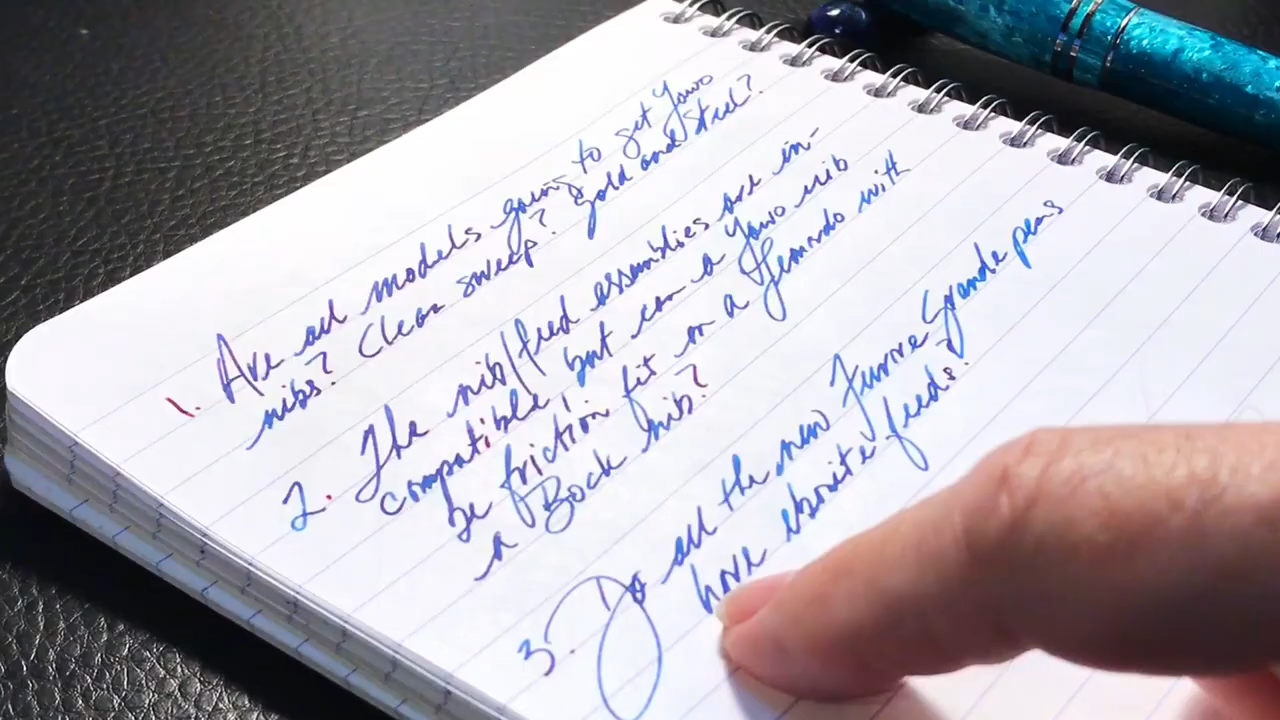 1. Are all models going to get Jowo
nibs? Clean sweep? Gold and steel?
2. The nib/feed assemblies are in-
compatible, but can a Jowo nib
be friction fit on a Homardo with
a Bock nib?
3. Do all the new Furore Grande pens
have ebonite feeds?